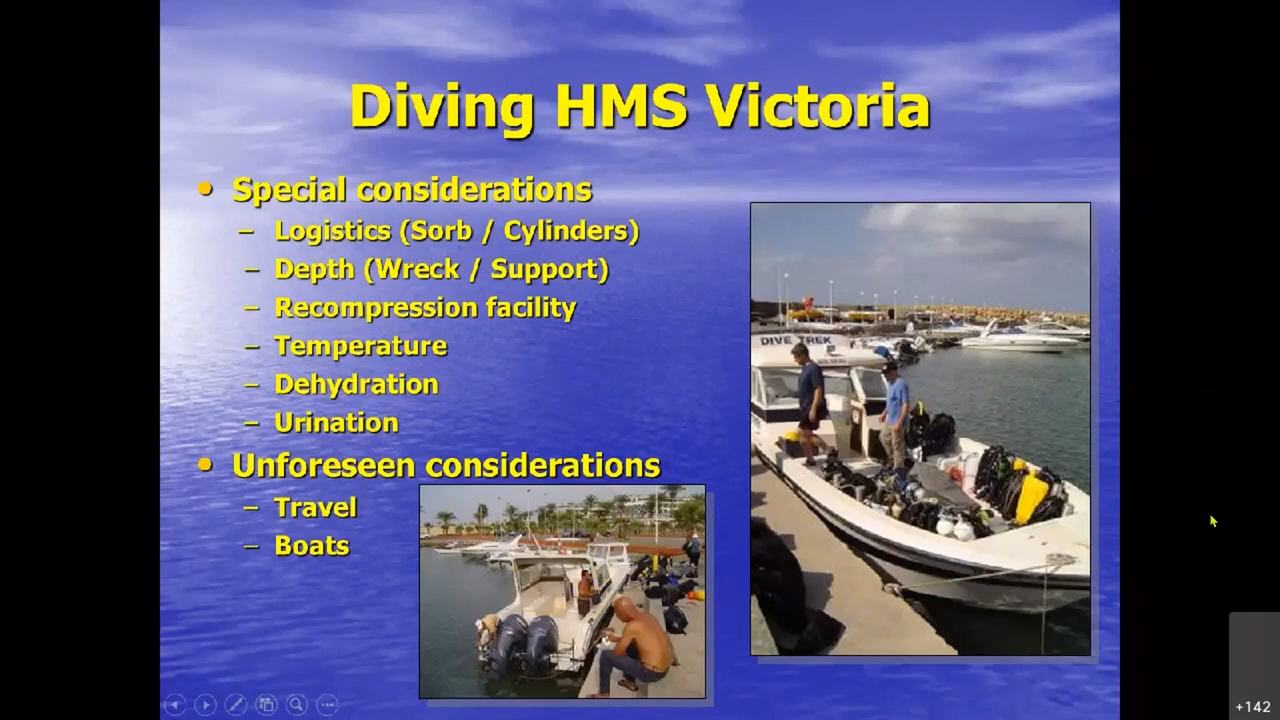 Diving HMS Victoria
• Special considerations
– Logistics (Sorb / Cylinders)
– Depth (Wreck / Support)
– Recompression facility
– Temperature
– Dehydration
– Urination
• Unforeseen considerations
– Travel
– Boats
DIVE TREK
+142